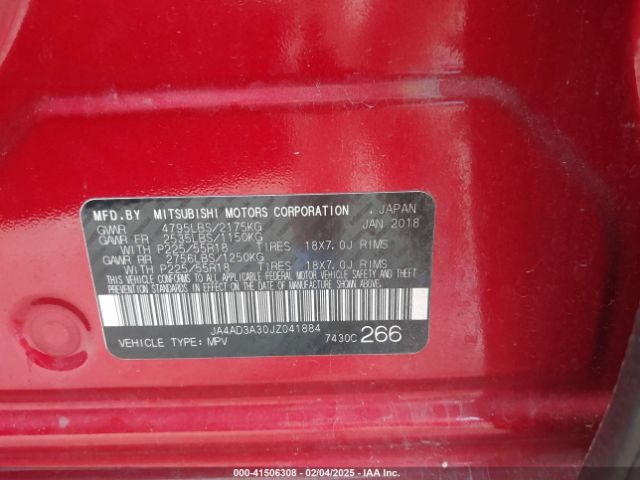 MFD.BY MITSUBISHI MOTORS CORPORATION JAPAN
GVWR 4795LBS/2175KG JAN 2018
GAWR FR 2535LBS/1150KG
WITH P225/55R18 TIRES 18X7.0J RIMS
GAWR RR 2756LBS/1250KG
WITH P225/55R18 TIRES 18X7.0J RIMS
THIS VEHICLE CONFORMS TO ALL APPLICABLE FEDERAL MOTOR VEHICLE SAFETY AND THEFT
PREVENTION STANDARDS IN EFFECT ON THE DATE OF MANUFACTURE SHOWN ABOVE.
JA4AD3A30JZ041884
VEHICLE TYPE: MPV 7430C 266
000-41506308 - 02/04/2025 - IAA Inc.